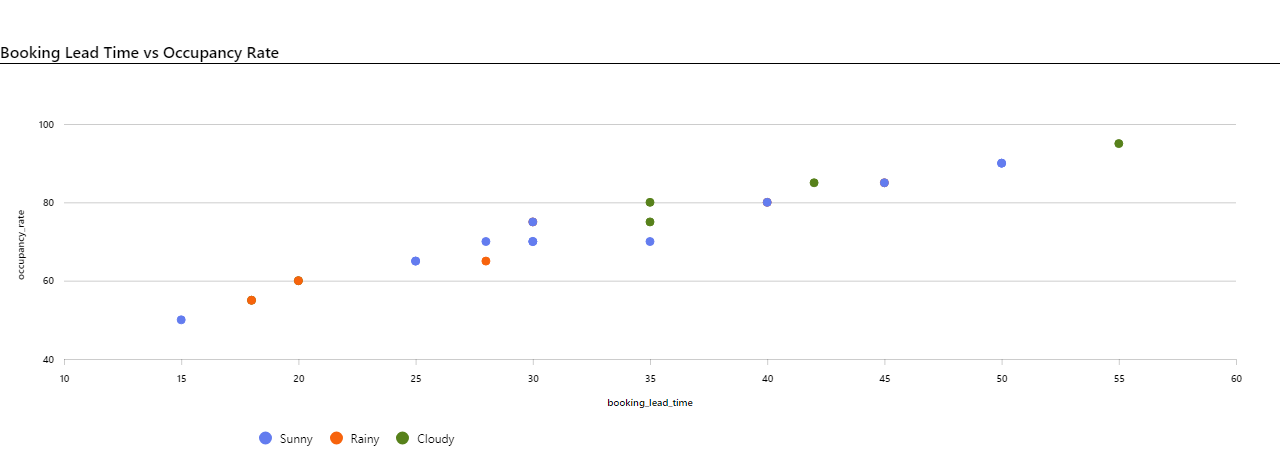 Booking Lead Time vs Occupancy Rate
100
80
60
40
occupancy_rate
10 15 20 25 30 35 40 45 50 55 60
booking_lead_time
Sunny Rainy Cloudy